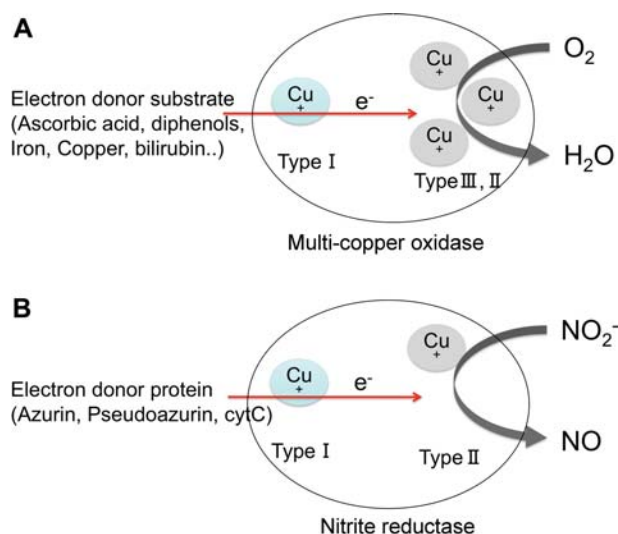 A
Electron donor substrate
(Ascorbic acid, diphenols,
Iron, Copper, bilirubin..)
Cu
+
Type Ⅰ
e-
Cu
+
Cu
+
Cu
+
Type Ⅲ, Ⅱ
O₂
H₂O
Multi-copper oxidase
B
Electron donor protein
(Azurin, Pseudoazurin, cytC)
Cu
+
Type Ⅰ
e-
Cu
+
Type Ⅱ
NO₂⁻
NO
Nitrite reductase